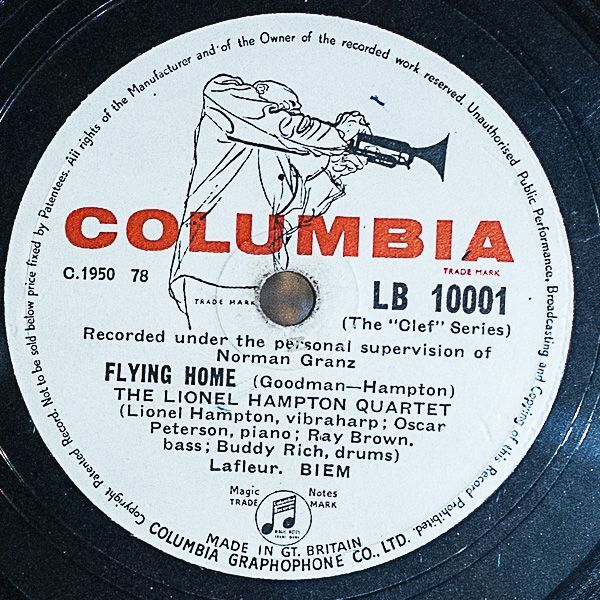 Copyright Patented Record. Not to be sold below price fixed by Patentees. All rights of the Manufacturer and of the Owner of the recorded work reserved. Unauthorised Public Performance, Broadcasting and Copying of this Record Prohibited.
COLUMBIA
TRADE MARK
C.1950 78
TRADE MARK
LB 10001
(The "Clef" Series)
Recorded under the personal supervision of
Norman Granz
FLYING HOME (Goodman—Hampton)
THE LIONEL HAMPTON QUARTET
(Lionel Hampton, vibraharp; Oscar
Peterson, piano; Ray Brown,
bass; Buddy Rich, drums)
Lafleur. BIEM
Magic Notes
TRADE MARK
MAGIC NOTES
MADE IN GT. BRITAIN
COLUMBIA GRAPHOPHONE CO., LTD.